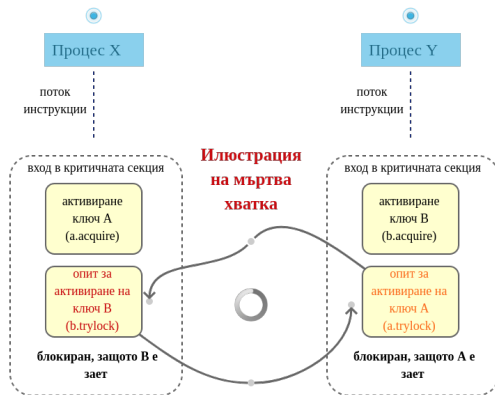 Процес X
Процес Y
поток
инструкции
поток
инструкции
Илюстрация
на мъртва
хватка
вход в критичната секция
активиране
ключ А
(a.acquire)
опит за
активиране на
ключ В
(b.trylock)
блокиран, защото В е
зает
вход в критичната секция
активиране
ключ В
(b.acquire)
опит за
активиране на
ключ А
(a.trylock)
блокиран, защото А е
зает